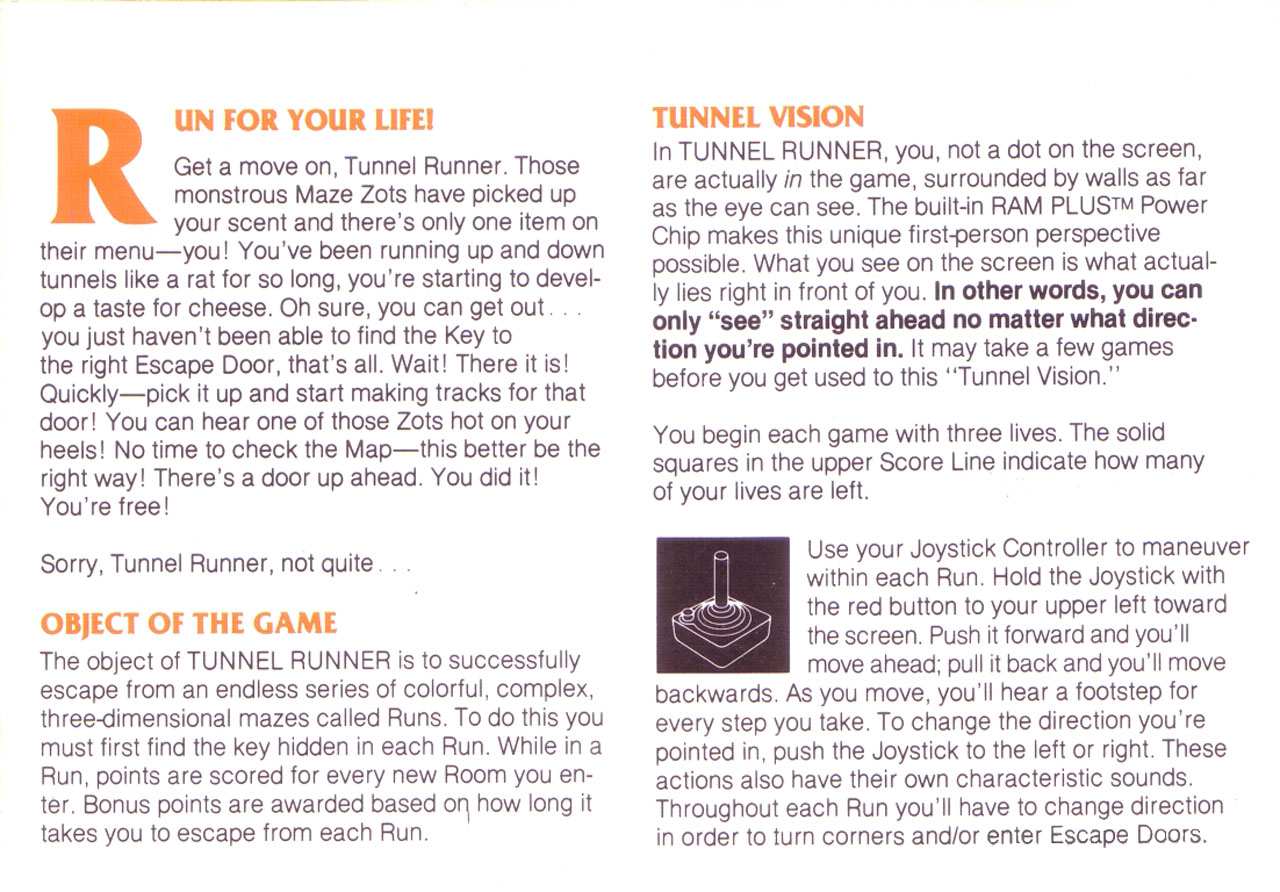 RUN FOR YOUR LIFE!
Get a move on, Tunnel Runner. Those
monstrous Maze Zots have picked up
your scent and there's only one item on
their menu—you! You've been running up and down
tunnels like a rat for so long, you're starting to devel-
op a taste for cheese. Oh sure, you can get out. . .
you just haven't been able to find the Key to
the right Escape Door, that's all. Wait! There it is!
Quickly—pick it up and start making tracks for that
door! You can hear one of those Zots hot on your
heels! No time to check the Map—this better be the
right way! There's a door up ahead. You did it!
You're free!
Sorry, Tunnel Runner, not quite. . .
OBJECT OF THE GAME
The object of TUNNEL RUNNER is to successfully
escape from an endless series of colorful, complex,
three-dimensional mazes called Runs. To do this you
must first find the key hidden in each Run. While in a
Run, points are scored for every new Room you en-
ter. Bonus points are awarded based on how long it
takes you to escape from each Run.
TUNNEL VISION
In TUNNEL RUNNER, you, not a dot on the screen,
are actually in the game, surrounded by walls as far
as the eye can see. The built-in RAM PLUS™ Power
Chip makes this unique first-person perspective
possible. What you see on the screen is what actual-
ly lies right in front of you. In other words, you can
only "see" straight ahead no matter what direc-
tion you're pointed in. It may take a few games
before you get used to this "Tunnel Vision."
You begin each game with three lives. The solid
squares in the upper Score Line indicate how many
of your lives are left.
Use your Joystick Controller to maneuver
within each Run. Hold the Joystick with
the red button to your upper left toward
the screen. Push it forward and you'll
move ahead; pull it back and you'll move
backwards. As you move, you'll hear a footstep for
every step you take. To change the direction you're
pointed in, push the Joystick to the left or right. These
actions also have their own characteristic sounds.
Throughout each Run you'll have to change direction
in order to turn corners and/or enter Escape Doors.